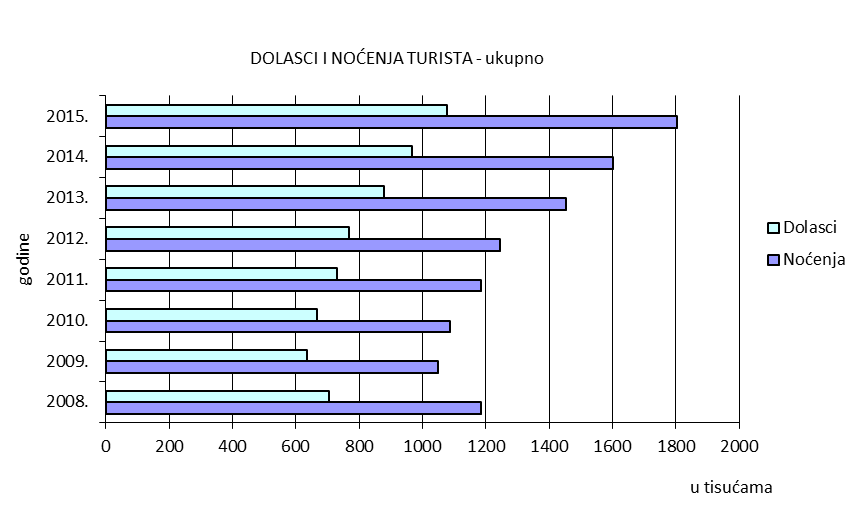 DOLASCI I NOĆENJA TURISTA - ukupno
godine
2015.
2014.
2013.
2012.
2011.
2010.
2009.
2008.
0 200 400 600 800 1000 1200 1400 1600 1800 2000
u tisućama
Dolasci
Noćenja